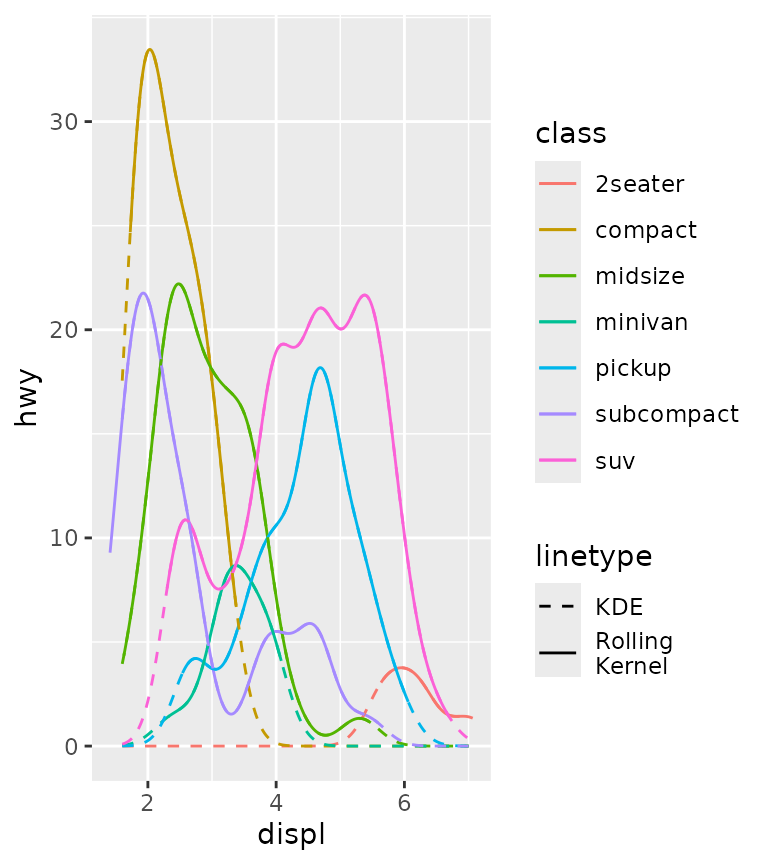 30
20
10
0
2 4 6
displ
hwy
class
2seater
compact
midsize
minivan
pickup
subcompact
suv
linetype
KDE
Rolling
Kernel